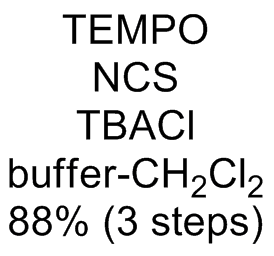 TEMPO
NCS
TBACl
buffer-CH₂Cl₂
88% (3 steps)